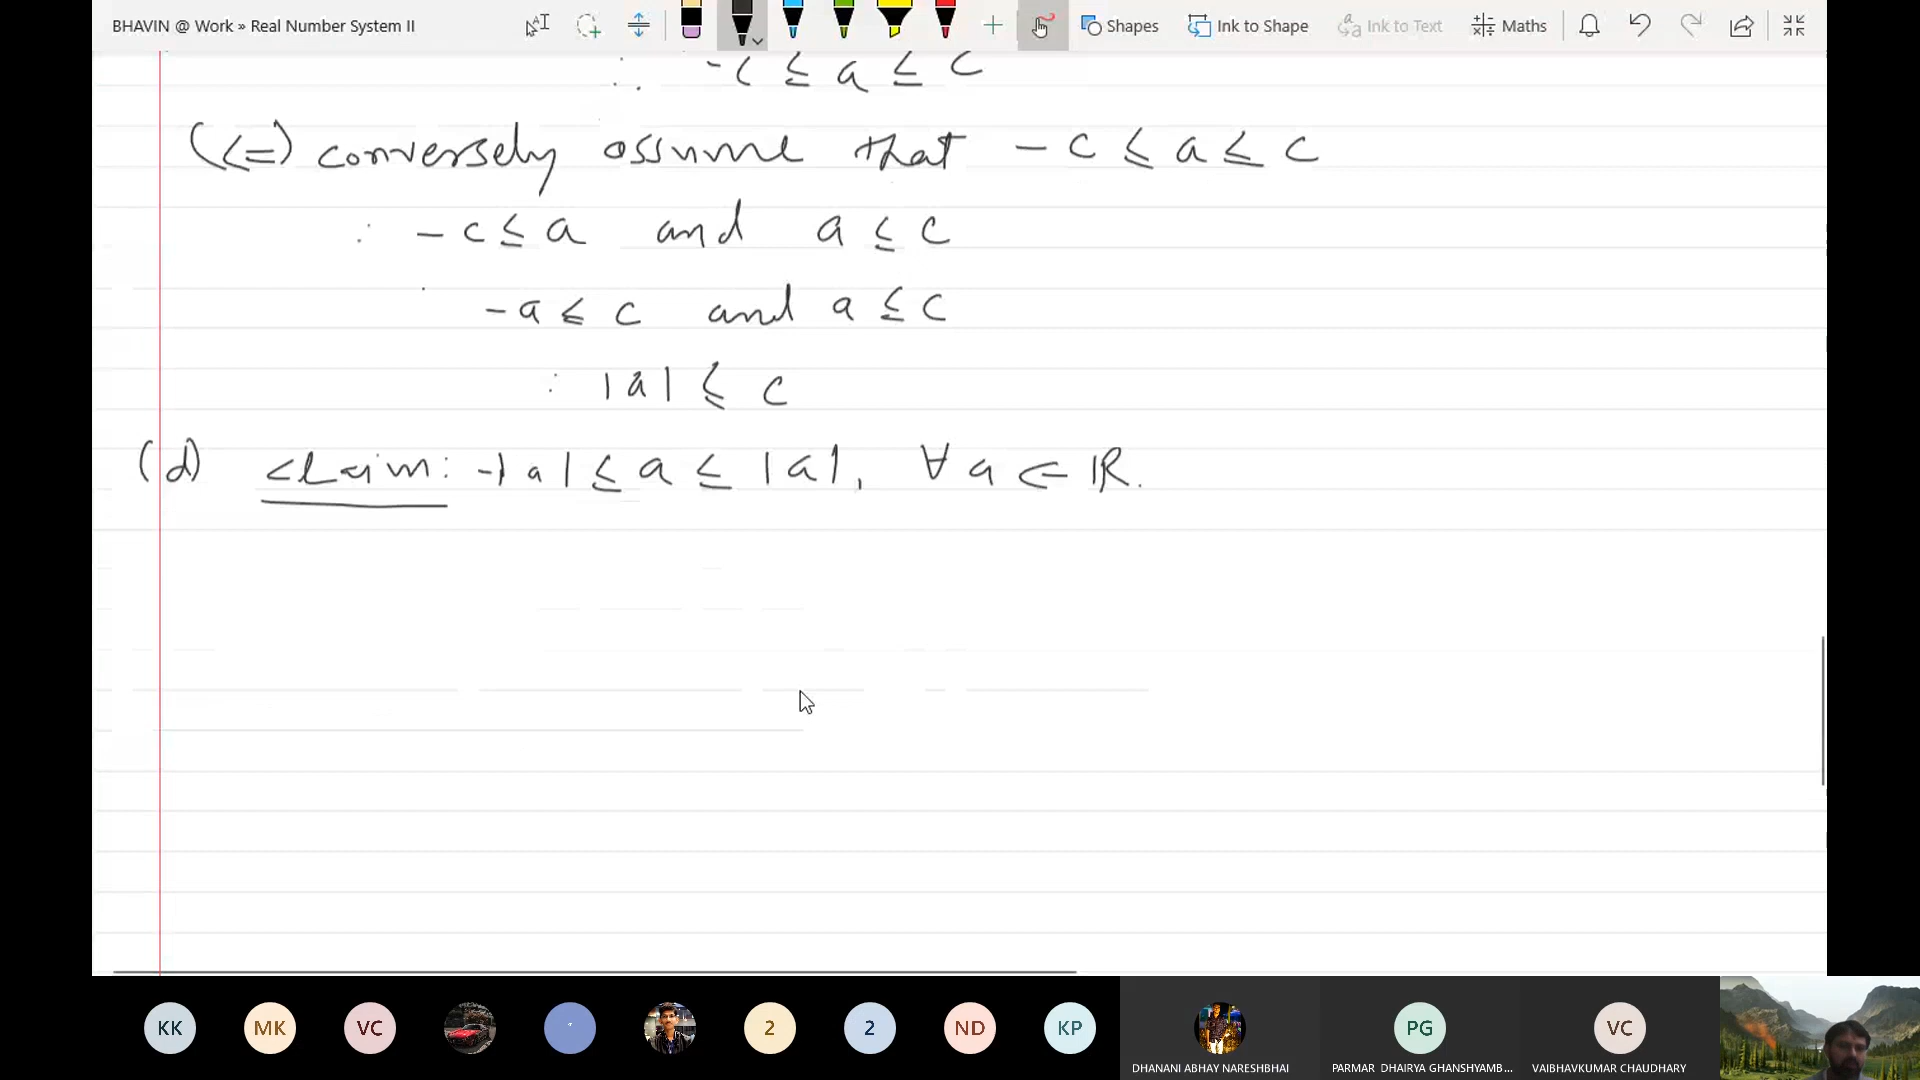 BHAVIN @ Work » Real Number System II
Shapes
Ink to Shape
Ink to Text
Maths
∴ -c ≤ a ≤ c
(<=) conversely assume that -c ≤ a ≤ c
∴ -c ≤ a and a ≤ c
-a ≤ c and a ≤ c
∴ |a| ≤ c
(d) claim: -|a| ≤ a ≤ |a|, ∀ a ∈ ℝ.
KK
MK
VC
2
2
ND
KP
PG
VC
DHANANI ABHAY NARESHBHAI
PARMAR DHAIRYA GHANSHYAMB...
VAIBHAVKUMAR CHAUDHARY